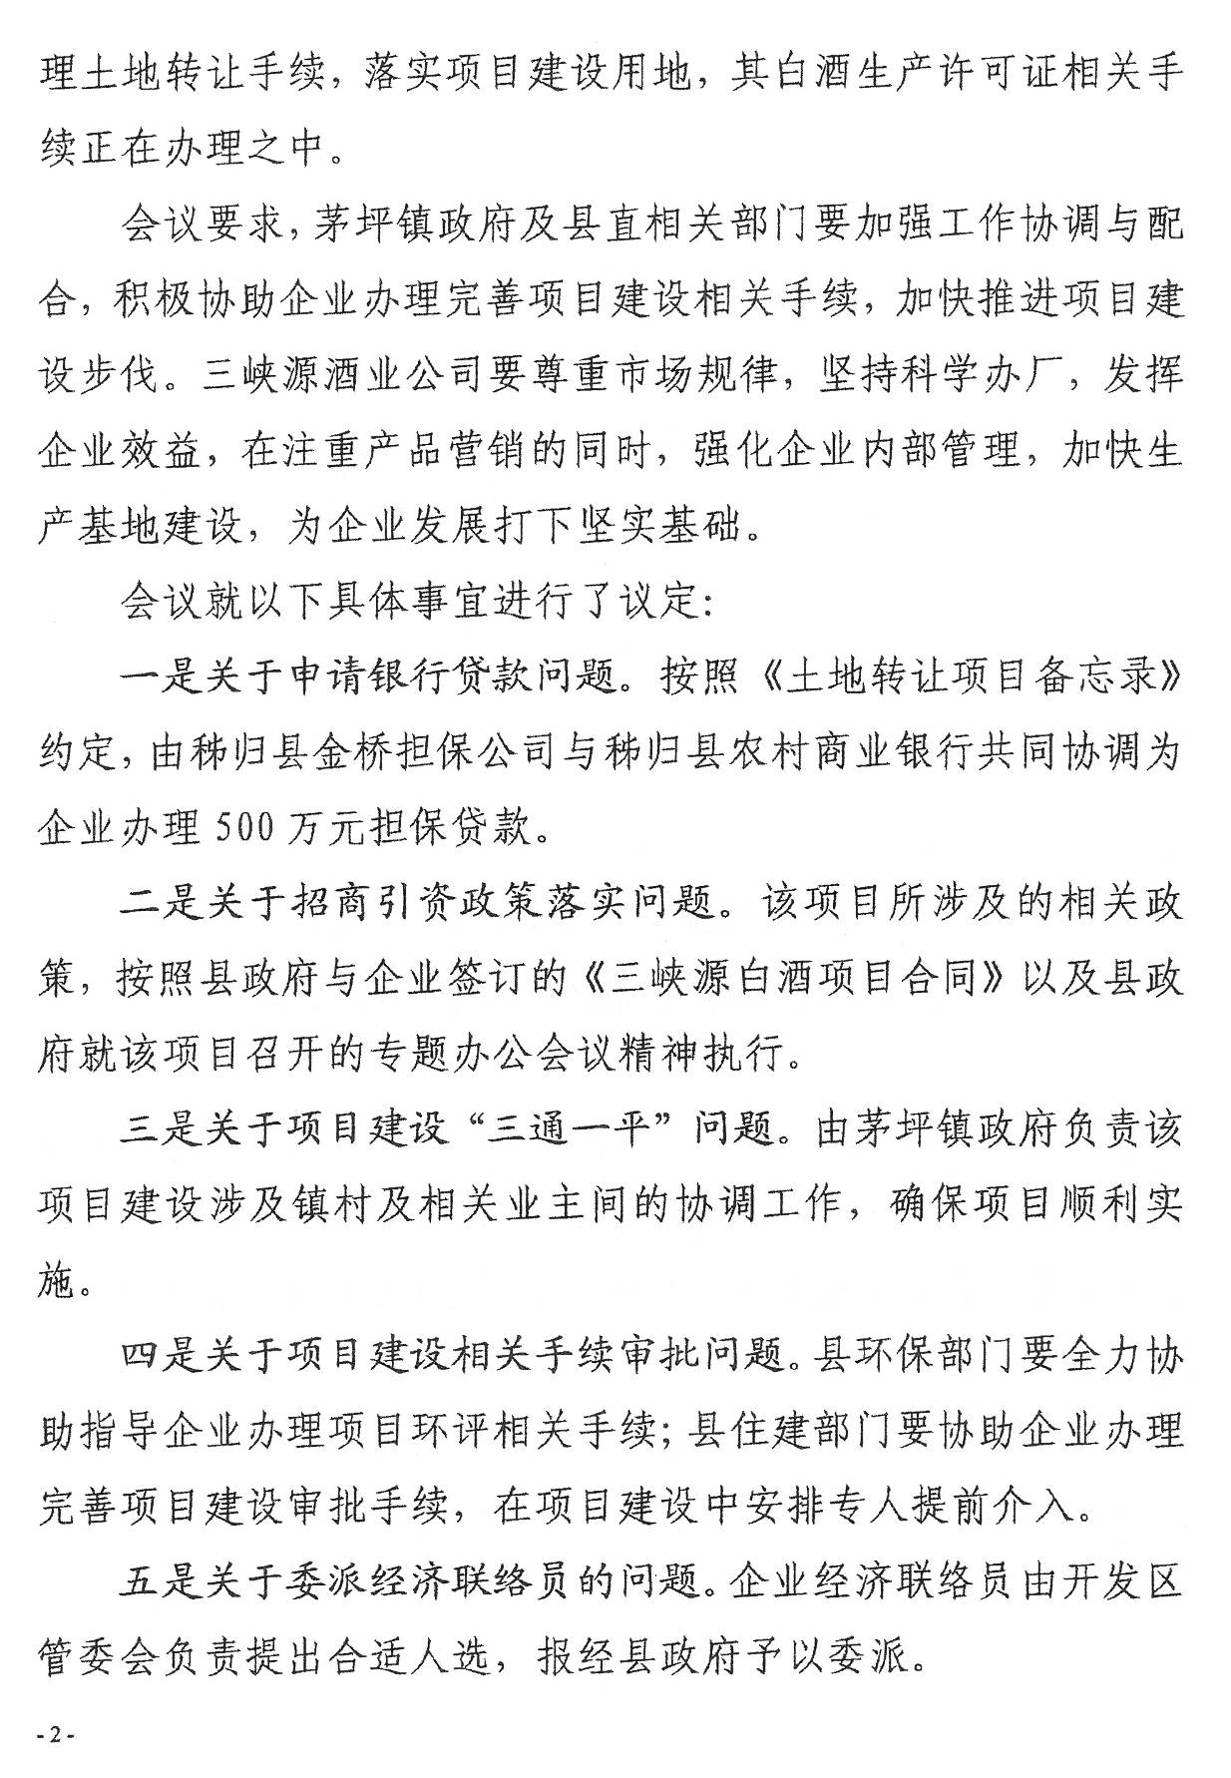 理土地转让手续，落实项目建设用地，其白酒生产许可证相关手
续正在办理之中。
会议要求，茅坪镇政府及县直相关部门要加强工作协调与配
合，积极协助企业办理完善项目建设相关手续，加快推进项目建
设步伐。三峡源酒业公司要尊重市场规律，坚持科学办厂，发挥
企业效益，在注重产品营销的同时，强化企业内部管理，加快生
产基地建设，为企业发展打下坚实基础。
会议就以下具体事宜进行了议定：
一是关于申请银行贷款问题。按照《土地转让项目备忘录》
约定，由秭归县金桥担保公司与秭归县农村商业银行共同协调为
企业办理 500 万元担保贷款。
二是关于招商引资政策落实问题。该项目所涉及的相关政
策，按照县政府与企业签订的《三峡源白酒项目合同》以及县政
府就该项目召开的专题办公会议精神执行。
三是关于项目建设“三通一平”问题。由茅坪镇政府负责该
项目建设涉及镇村及相关业主间的协调工作，确保项目顺利实
施。
四是关于项目建设相关手续审批问题。县环保部门要全力协
助指导企业办理项目环评相关手续；县住建部门要协助企业办理
完善项目建设审批手续，在项目建设中安排专人提前介入。
五是关于委派经济联络员的问题。企业经济联络员由开发区
管委会负责提出合适人选，报经县政府予以委派。
-2-